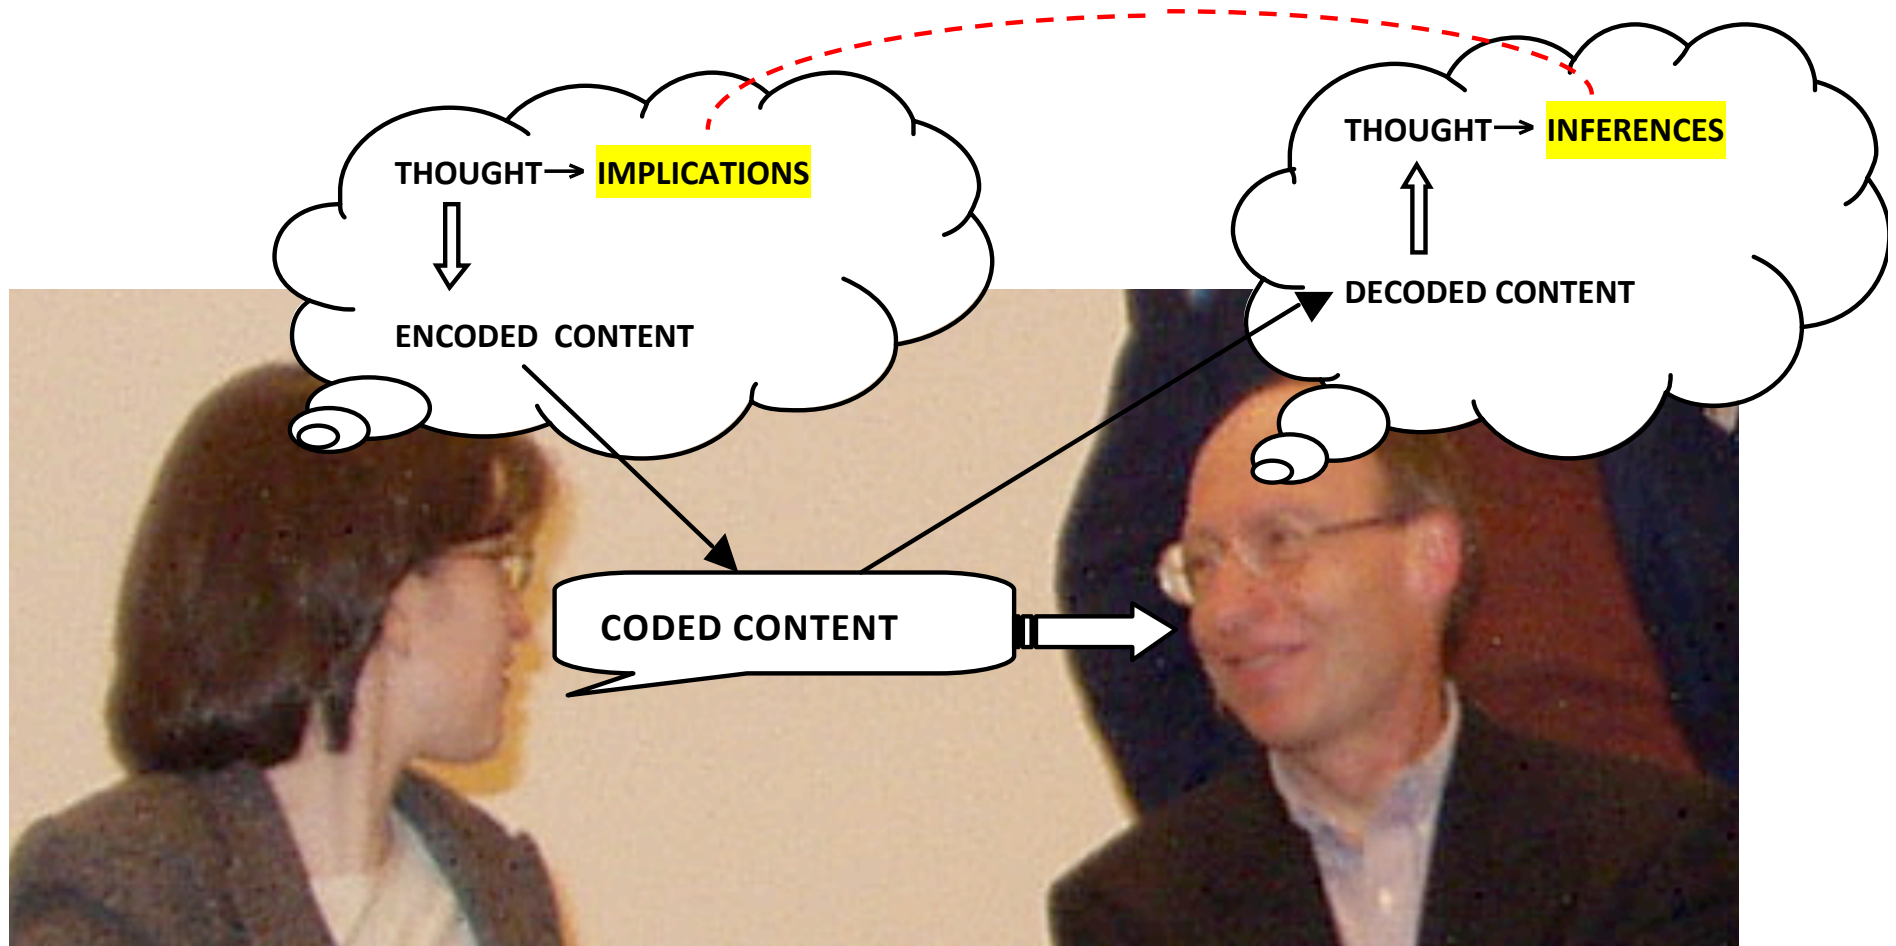 THOUGHT → IMPLICATIONS
ENCODED CONTENT
CODED CONTENT
THOUGHT → INFERENCES
DECODED CONTENT